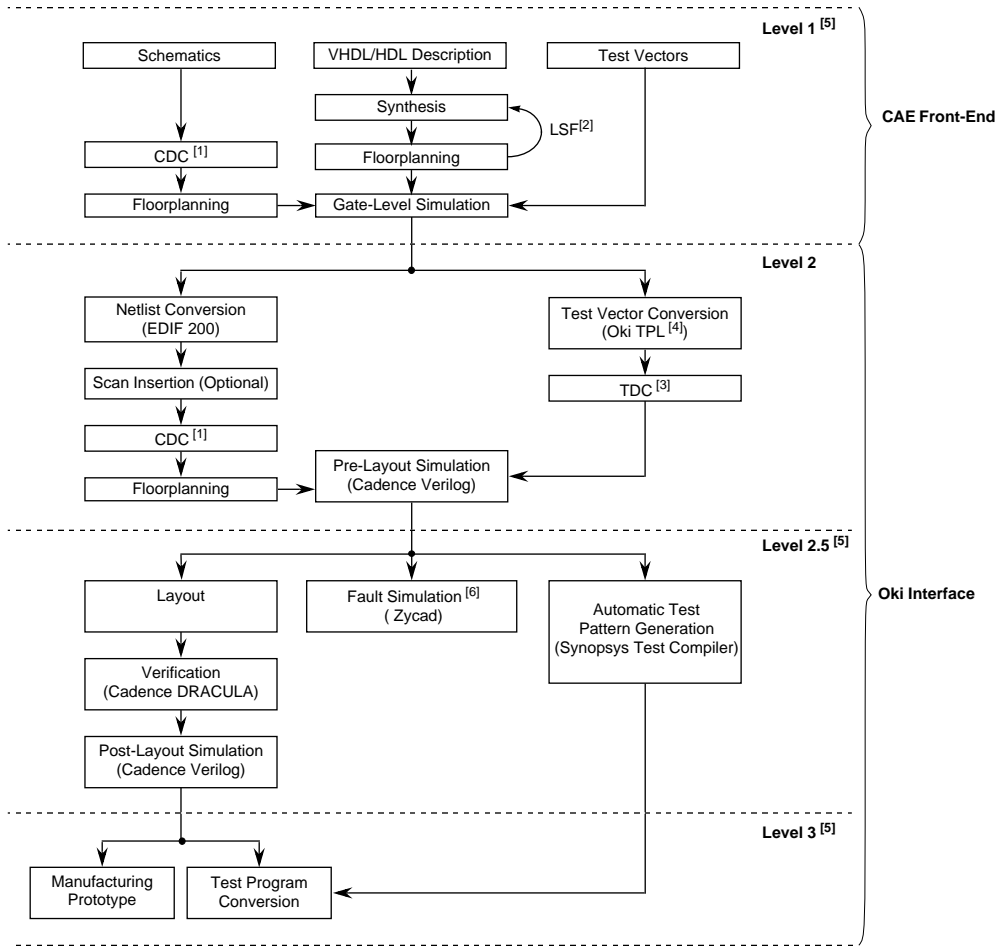 Level 1 [5]
Schematics
VHDL/HDL Description
Test Vectors
Synthesis
LSF[2]
CAE Front-End
CDC [1]
Floorplanning
Floorplanning
Gate-Level Simulation
Level 2
Netlist Conversion
(EDIF 200)
Test Vector Conversion
(Oki TPL [4])
Scan Insertion (Optional)
TDC [3]
CDC [1]
Floorplanning
Pre-Layout Simulation
(Cadence Verilog)
Level 2.5 [5]
Layout
Fault Simulation [6]
( Zycad)
Automatic Test
Pattern Generation
(Synopsys Test Compiler)
Oki Interface
Verification
(Cadence DRACULA)
Post-Layout Simulation
(Cadence Verilog)
Level 3 [5]
Manufacturing
Prototype
Test Program
Conversion